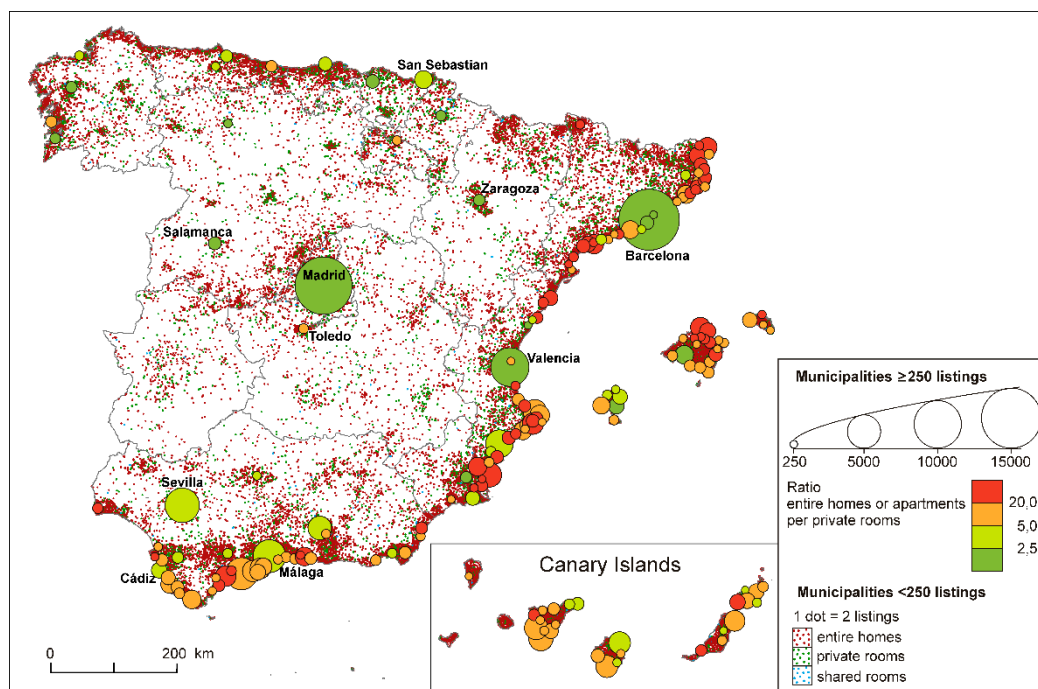 San Sebastian
Zaragoza
Salamanca
Barcelona
Madrid
Toledo
Valencia
Sevilla
Cádiz
Málaga
0 200 km
Canary Islands
Municipalities ≥250 listings
250 5000 10000 15000
Ratio
entire homes or apartments
per private rooms
20,0
5,0
2,5
Municipalities <250 listings
1 dot = 2 listings
entire homes
private rooms
shared rooms